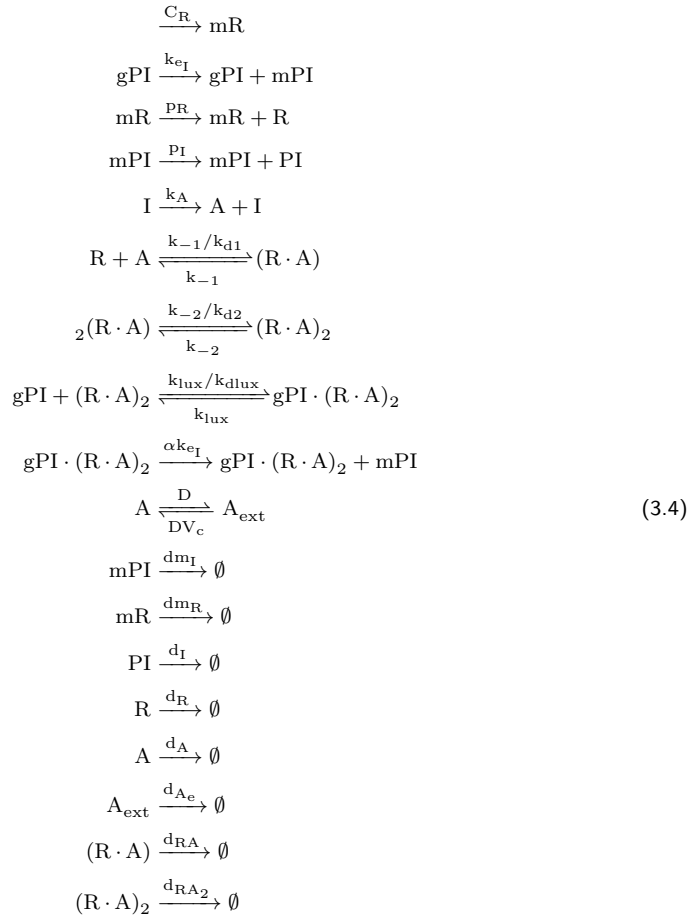 C_R → mR
gPI —k_{e_I}→ gPI + mPI
mR —p_R→ mR + R
mPI —p_I→ mPI + PI
I —k_A→ A + I
R + A ⇌ (k_{−1}/k_{d1}, k_{−1}) (R · A)
_2(R · A) ⇌ (k_{−2}/k_{d2}, k_{−2}) (R · A)_2
gPI + (R · A)_2 ⇌ (k_{lux}/k_{dlux}, k_{lux}) gPI · (R · A)_2
gPI · (R · A)_2 —αk_{e_I}→ gPI · (R · A)_2 + mPI
A ⇌ (D, DV_c) A_{ext} (3.4)
mPI —dm_I→ ∅
mR —dm_R→ ∅
PI —d_I→ ∅
R —d_R→ ∅
A —d_A→ ∅
A_{ext} —d_{A_e}→ ∅
(R · A) —d_{RA}→ ∅
(R · A)_2 —d_{RA_2}→ ∅